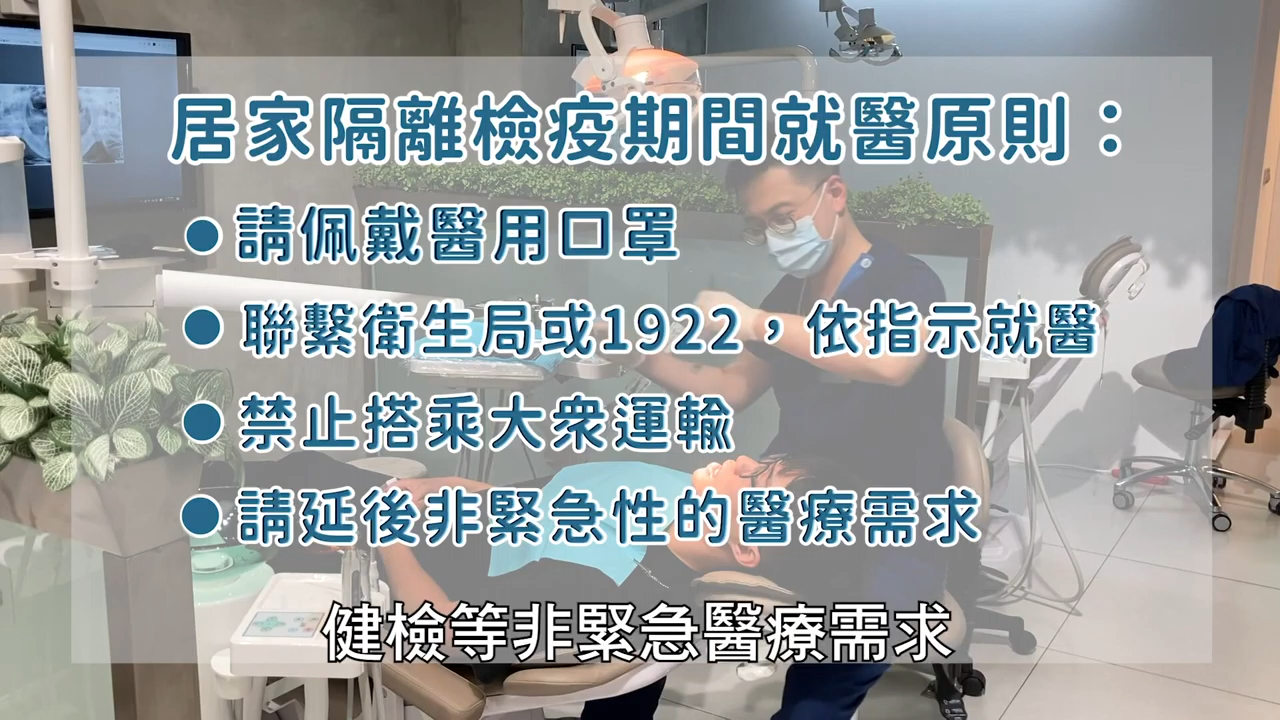 居家隔離檢疫期間就醫原則：
●請佩戴醫用口罩
●聯繫衛生局或1922，依指示就醫
●禁止搭乘大眾運輸
●請延後非緊急性的醫療需求
健檢等非緊急醫療需求